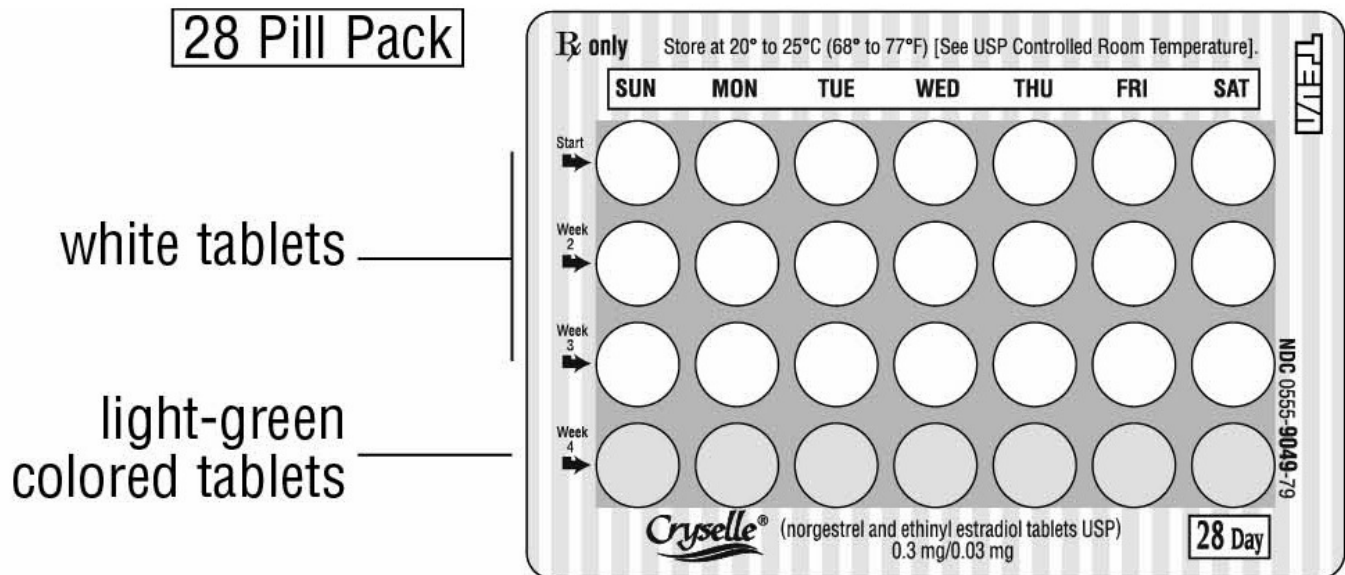 28 Pill Pack
℞ only
Store at 20° to 25°C (68° to 77°F) [See USP Controlled Room Temperature].
TEVA
SUN MON TUE WED THU FRI SAT
Start
white tablets
Week
2
Week
3
light-green
colored tablets
Week
4
NDC 0555-9049-79
Cryselle® (norgestrel and ethinyl estradiol tablets USP)
0.3 mg/0.03 mg
28 Day